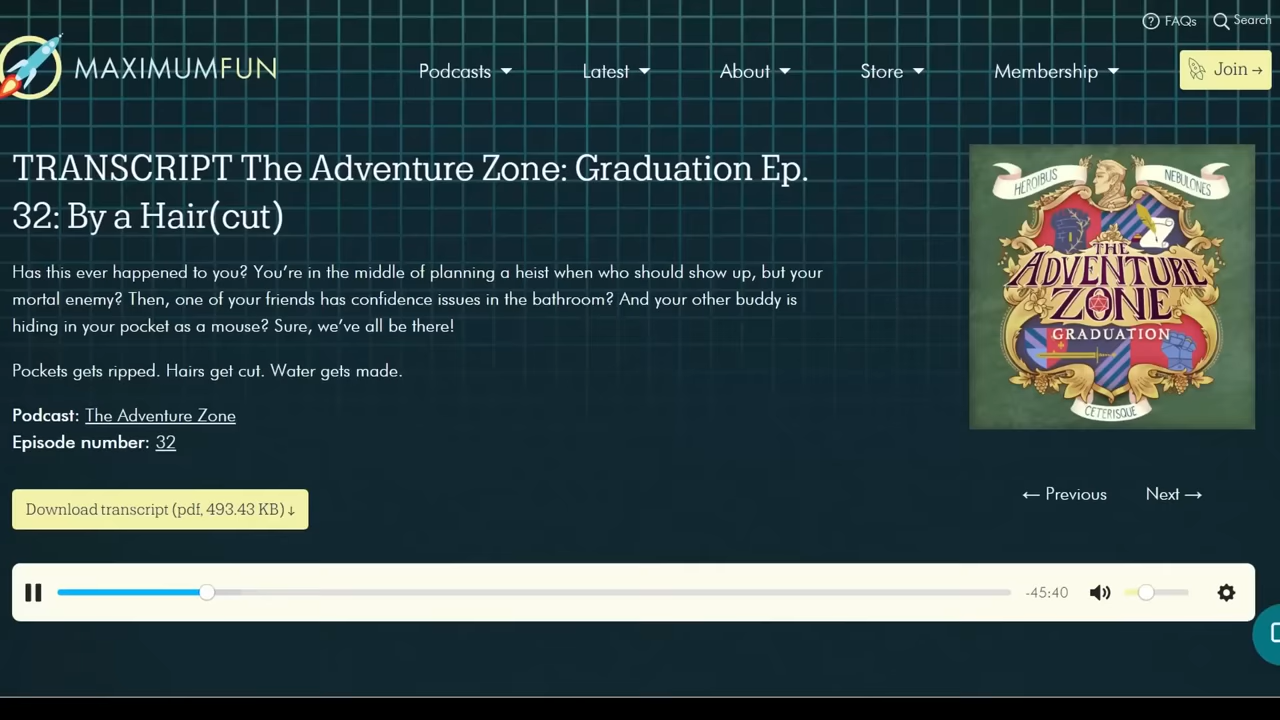 FAQs Search
MAXIMUMFUN
Podcasts Latest About Store Membership Join →
TRANSCRIPT The Adventure Zone: Graduation Ep.
32: By a Hair(cut)
Has this ever happened to you? You’re in the middle of planning a heist when who should show up, but your
mortal enemy? Then, one of your friends has confidence issues in the bathroom? And your other buddy is
hiding in your pocket as a mouse? Sure, we’ve all be there!
Pockets gets ripped. Hairs get cut. Water gets made.
Podcast: The Adventure Zone
Episode number: 32
Download transcript (pdf, 493.43 KB) ↓
HEROIBUS NEBULONES
THE
ADVENTURE
ZONE
GRADUATION
CETERISQUE
← Previous Next →
-45:40